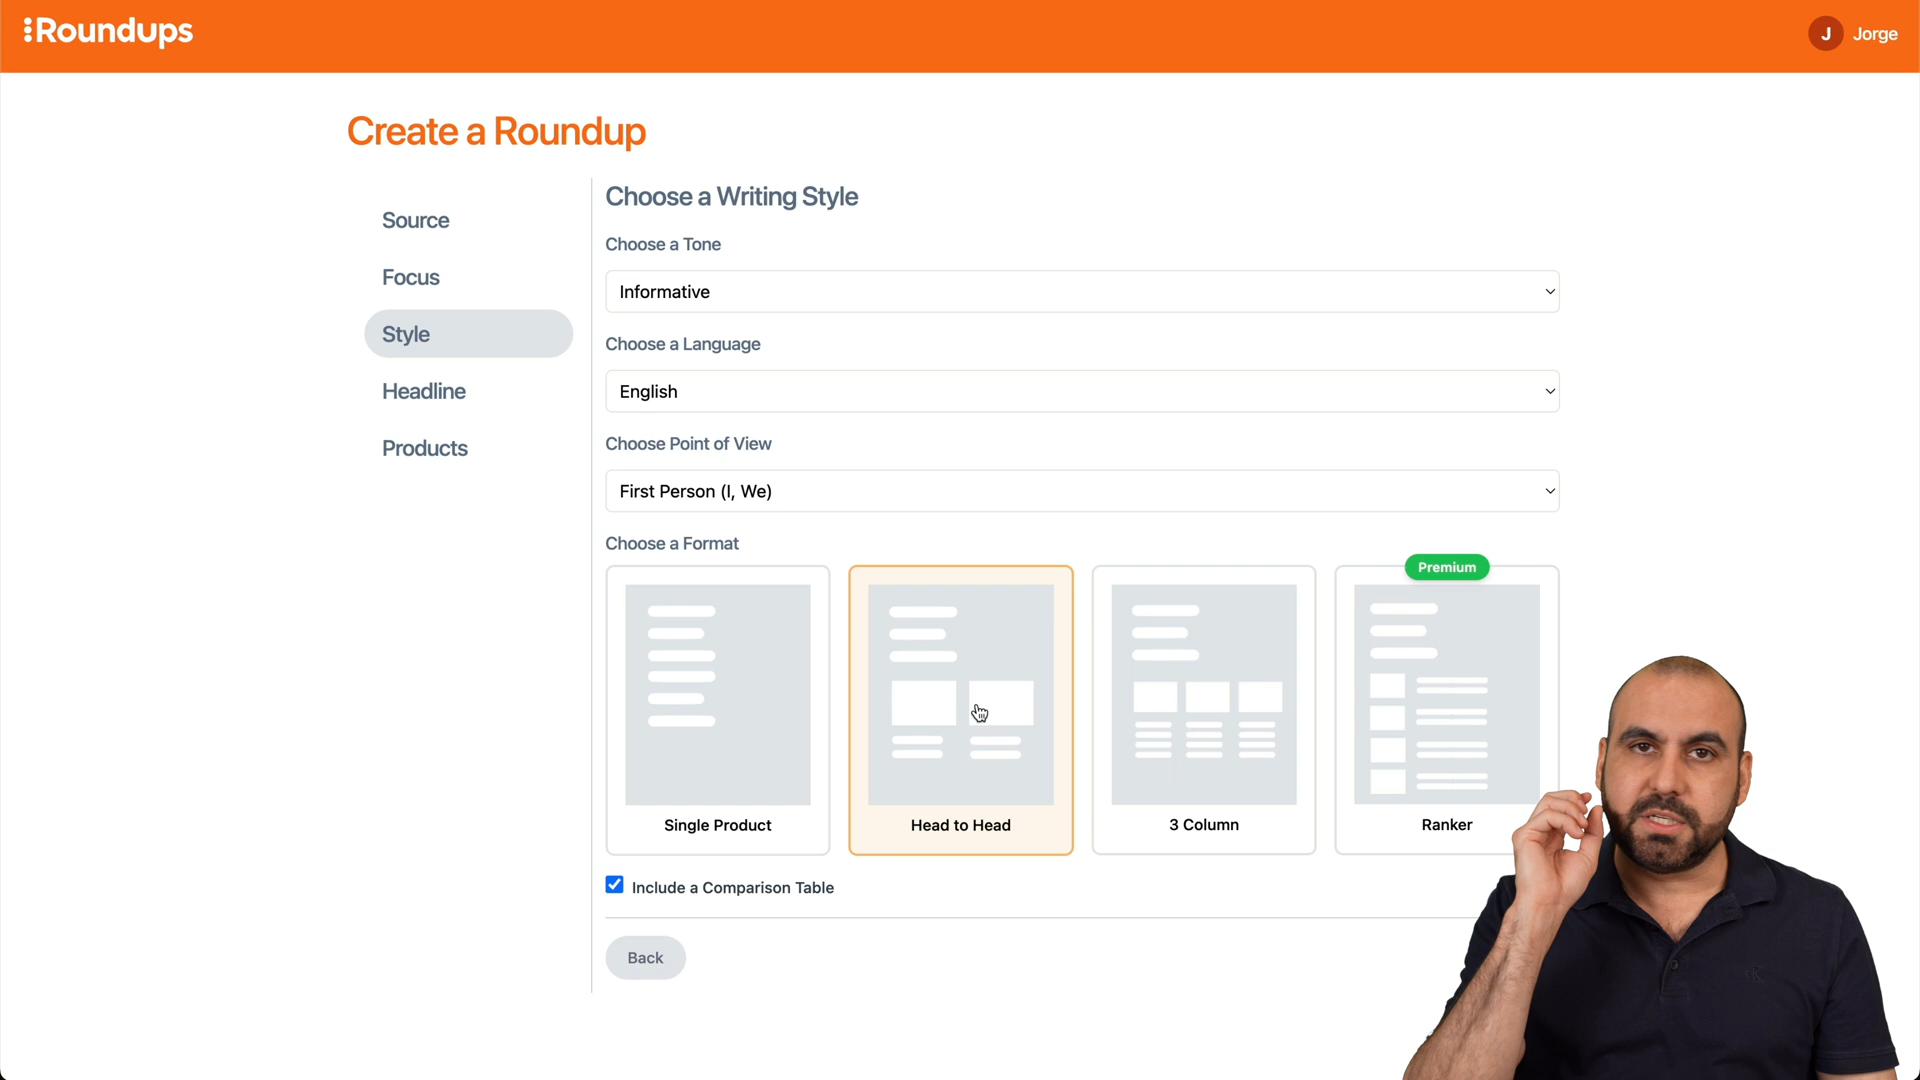 Roundups
J Jorge
Create a Roundup
Source
Focus
Style
Headline
Products
Choose a Writing Style
Choose a Tone
Informative
Choose a Language
English
Choose Point of View
First Person (I, We)
Choose a Format
Premium
Single Product
Head to Head
3 Column
Ranker
Include a Comparison Table
Back